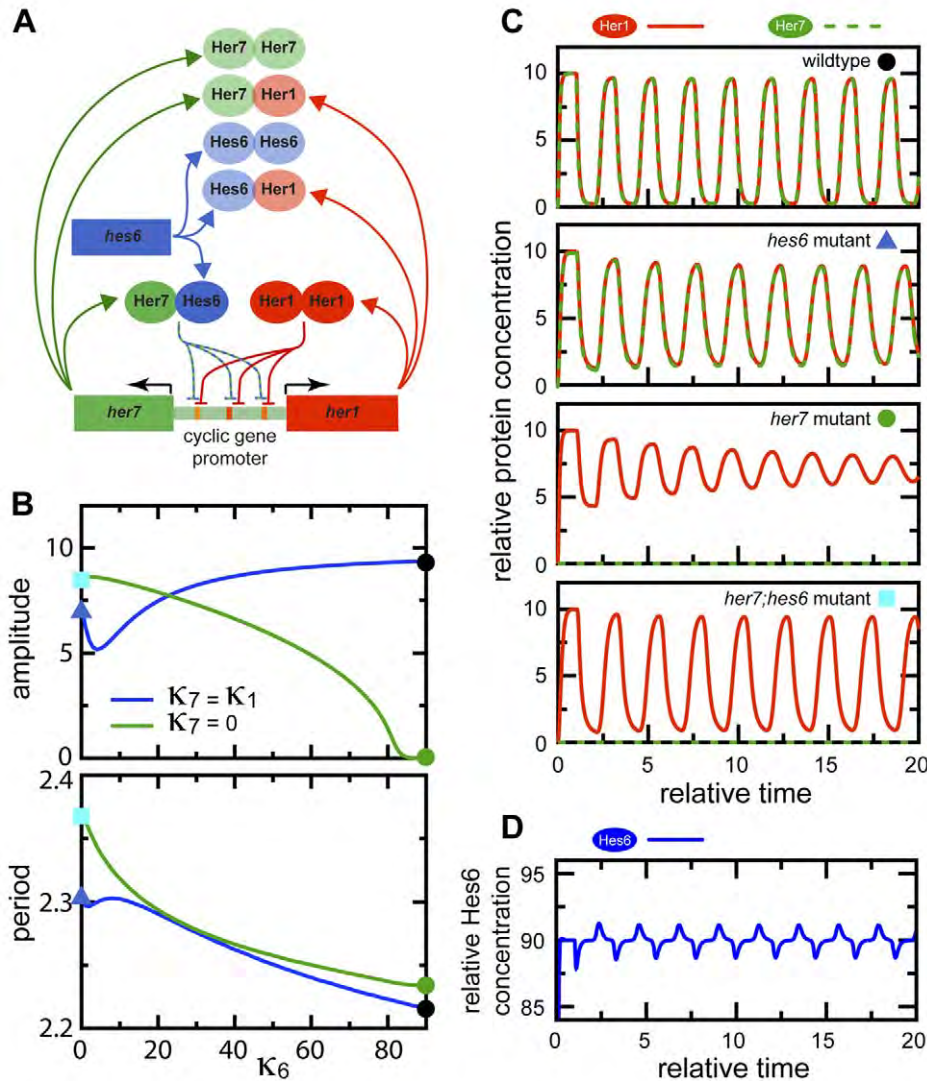 A
Her7 Her7
Her7 Her1
Hes6 Hes6
Hes6 Her1
hes6
Her7 Hes6 Her1 Her1
her7 her1
cyclic gene
promoter
B
amplitude
10
5
0
κ7 = κ1
κ7 = 0
period
2.4
2.3
2.2
0 20 40 60 80
κ6
C
Her1 Her7
relative protein concentration
wildtype
10
5
0
hes6 mutant
10
5
0
her7 mutant
10
5
0
her7;hes6 mutant
10
5
0
0 5 10 15 20
relative time
D
Hes6
relative Hes6
concentration
95
90
85
0 5 10 15 20
relative time